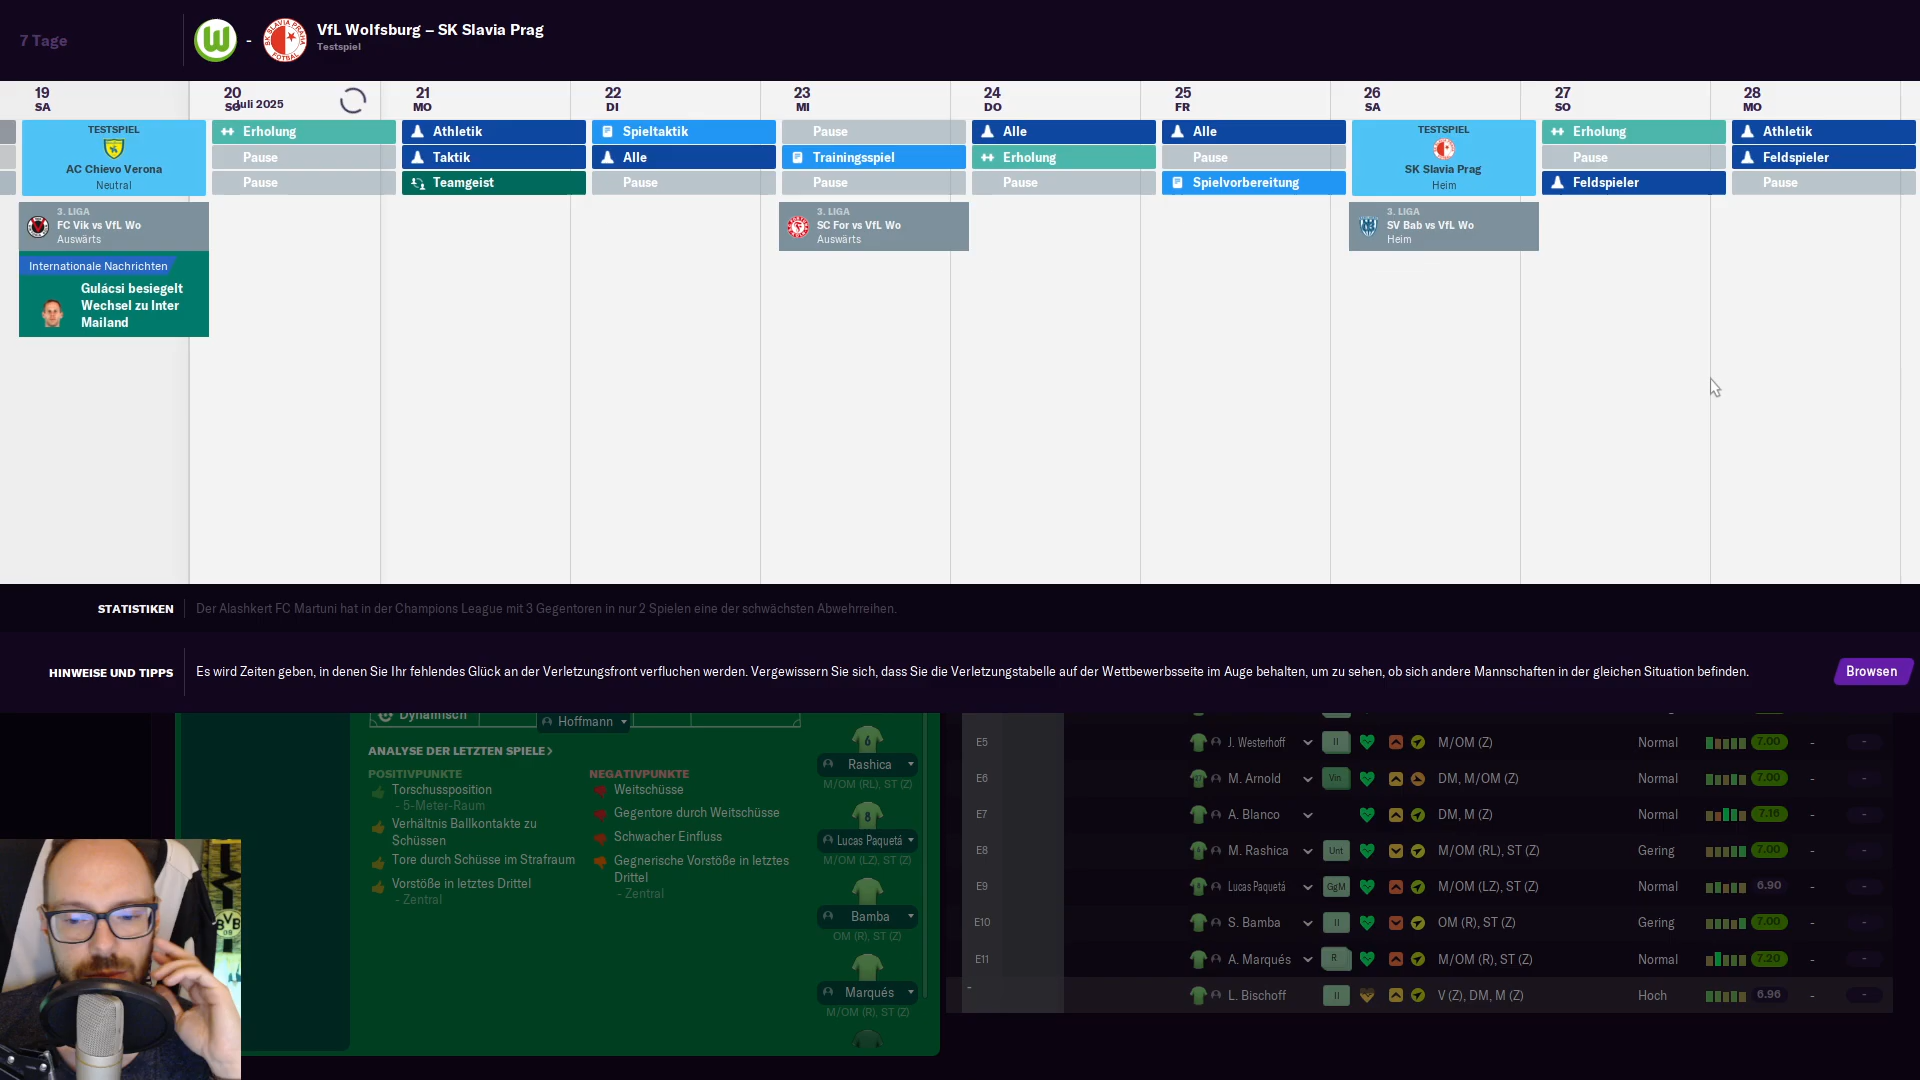 7 Tage
VfL Wolfsburg – SK Slavia Prag
Testspiel
19
SA
20
SO
Juli 2025
21
MO
22
DI
23
MI
24
DO
25
FR
26
SA
27
SO
28
MO
TESTSPIEL
AC Chievo Verona
Neutral
Erholung
Pause
Pause
Athletik
Taktik
Teamgeist
Spieltaktik
Alle
Pause
Pause
Trainingsspiel
Pause
Alle
Erholung
Pause
Alle
Pause
Spielvorbereitung
TESTSPIEL
SK Slavia Prag
Heim
Erholung
Pause
Feldspieler
Athletik
Feldspieler
Pause
3. LIGA
FC Vik vs VfL Wo
Auswärts
3. LIGA
SC For vs VfL Wo
Auswärts
3. LIGA
SV Bab vs VfL Wo
Heim
Internationale Nachrichten
Gulácsi besiegelt
Wechsel zu Inter
Mailand
STATISTIKEN
Der Alashkert FC Martuni hat in der Champions League mit 3 Gegentoren in nur 2 Spielen eine der schwächsten Abwehrreihen.
HINWEISE UND TIPPS
Es wird Zeiten geben, in denen Sie Ihr fehlendes Glück an der Verletzungsfront verfluchen werden. Vergewissern Sie sich, dass Sie die Verletzungstabelle auf der Wettbewerbsseite im Auge behalten, um zu sehen, ob sich andere Mannschaften in der gleichen Situation befinden.
Browsen
Dynamisch
Hoffmann
ANALYSE DER LETZTEN SPIELE
POSITIVPUNKTE
Torschussposition
- 5-Meter-Raum
Verhältnis Ballkontakte zu
Schüssen
Tore durch Schüsse im Strafraum
Vorstöße in letztes Drittel
- Zentral
NEGATIVPUNKTE
Weitschüsse
Gegentore durch Weitschüsse
Schwacher Einfluss
Gegnerische Vorstöße in letztes
Drittel
- Zentral
6
Rashica
M/OM (RL), ST (Z)
8
Lucas Paquetá
M/OM (LZ), ST (Z)
Bamba
OM (R), ST (Z)
Marqués
M/OM (R), ST (Z)
E5 J. Westerhoff II M/OM (Z) Normal 7.00 - -
E6 M. Arnold Vin DM, M/OM (Z) Normal 7.00 - -
E7 A. Blanco DM, M (Z) Normal 7.16 - -
E8 M. Rashica Unt M/OM (RL), ST (Z) Gering 7.00 - -
E9 Lucas Paquetá GgM M/OM (LZ), ST (Z) Normal 6.90 - -
E10 S. Bamba II OM (R), ST (Z) Gering 7.00 - -
E11 A. Marqués R M/OM (R), ST (Z) Normal 7.20 - -
- L. Bischoff II V (Z), DM, M (Z) Hoch 6.96 - -
BVB
09